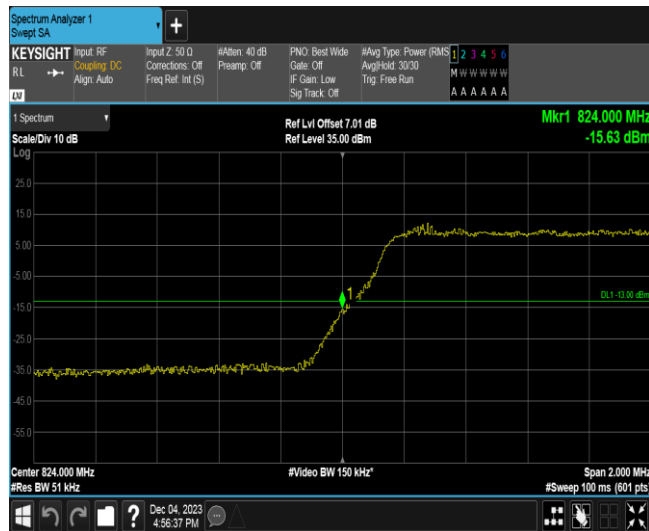 Spectrum Analyzer 1
Swept SA
+
KEYSIGHT
RL
LXI
Input: RF
Coupling: DC
Align: Auto
Input Z: 50 Ω
Corrections: Off
Freq Ref: Int (S)
#Atten: 40 dB
Preamp: Off
PNO: Best Wide
Gate: Off
IF Gain: Low
Sig Track: Off
#Avg Type: Power (RMS
Avg|Hold: 30/30
Trig: Free Run
1 2 3 4 5 6
M W W W W W
A A A A A A
1 Spectrum
Scale/Div 10 dB
Log
Ref Lvl Offset 7.01 dB
Ref Level 35.00 dBm
Mkr1 824.000 MHz
-15.63 dBm
25.0
15.0
5.00
-5.00
-15.0
-25.0
-35.0
-45.0
-55.0
1
DL1 -13.00 dBm
Center 824.000 MHz
#Res BW 51 kHz
#Video BW 150 kHz*
Span 2.000 MHz
#Sweep 100 ms (601 pts)
?
Dec 04, 2023
4:56:37 PM